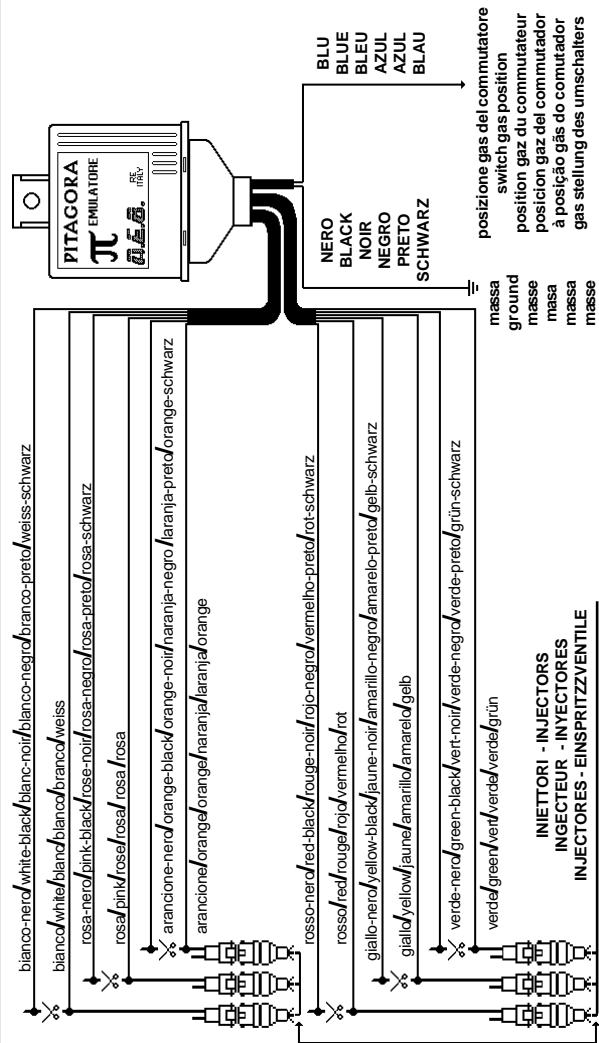 PITAGORA
π EMULATORE
A.E.B. RE ITALY
BLU
BLUE
BLEU
AZUL
AZUL
BLAU
NERO
BLACK
NOIR
NEGRO
PRETO
SCHWARZ
posizione gas del commutatore
switch gas position
position gaz du commutateur
posicion gaz del commutador
à posição gãs do comutador
gas stellung des umschalters
massa
ground
masse
masa
massa
masse
bianco-nero/white-black/blanc-noir/blanco-negro/branco-preto/weiss-schwarz
bianco/white/blanc/blanco/branco/weiss
rosa-nero/pink-black/rose-noir/rosa-negro/rosa-preto/rosa-schwarz
rosa/pink/rose/rosa/rosa/rosa
arancione-nero/orange-black/orange-noir/naranja-negro/laranja-preto/orange-schwarz
arancione/orange/orange/naranja/laranja/orange
rosso-nero/red-black/rouge-noir/rojo-negro/vermelho-preto/rot-schwarz
rosso/red/rouge/rojo/vermelho/rot
giallo-nero/yellow-black/jaune-noir/amarillo-negro/amarelo-preto/gelb-schwarz
giallo/yellow/jaune/amarillo/amarelo/gelb
verde-nero/green-black/vert-noir/verde-negro/verde-preto/grün-schwarz
verde/green/vert/verde/verde/grün
INIETTORI - INJECTORS
INGECTEUR - INYECTORES
INJECTORES - EINSPRITZZVENTILE